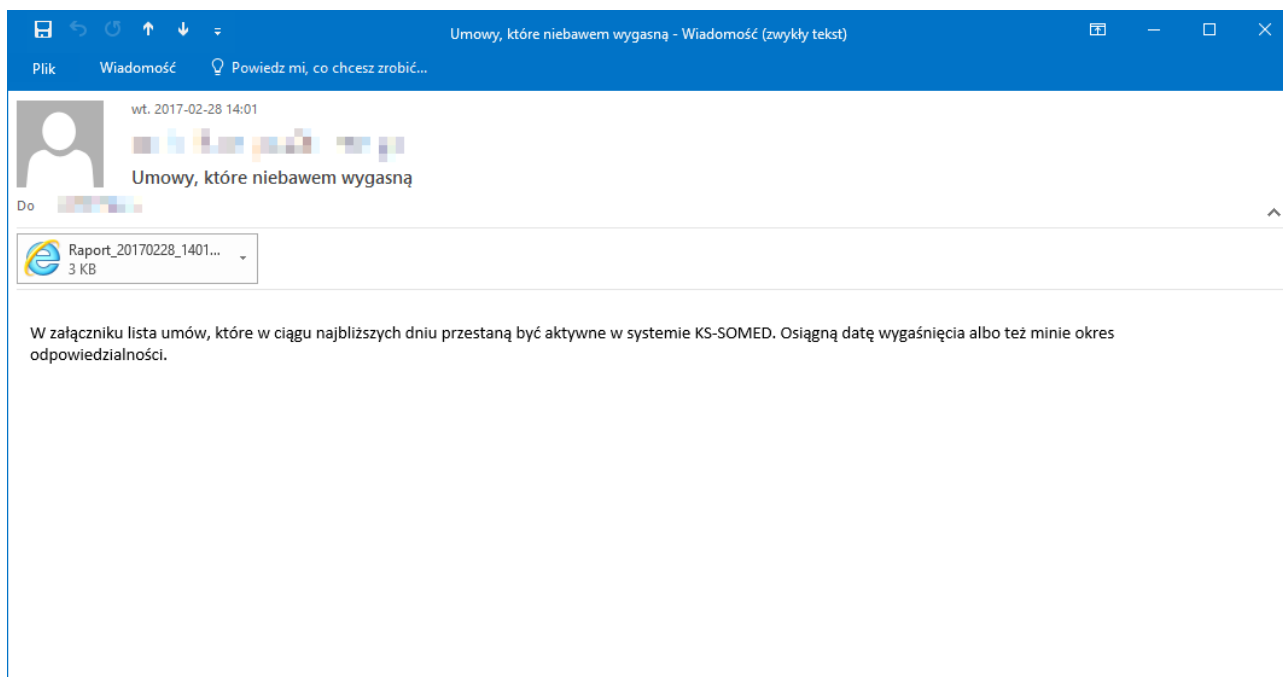 Umowy, które niebawem wygasną - Wiadomość (zwykły tekst)
Plik Wiadomość Powiedz mi, co chcesz zrobić...
wt. 2017-02-28 14:01
Umowy, które niebawem wygasną
Do
Raport_20170228_1401...
3 KB
W załączniku lista umów, które w ciągu najbliższych dniu przestaną być aktywne w systemie KS-SOMED. Osiągną datę wygaśnięcia albo też minie okres
odpowiedzialności.